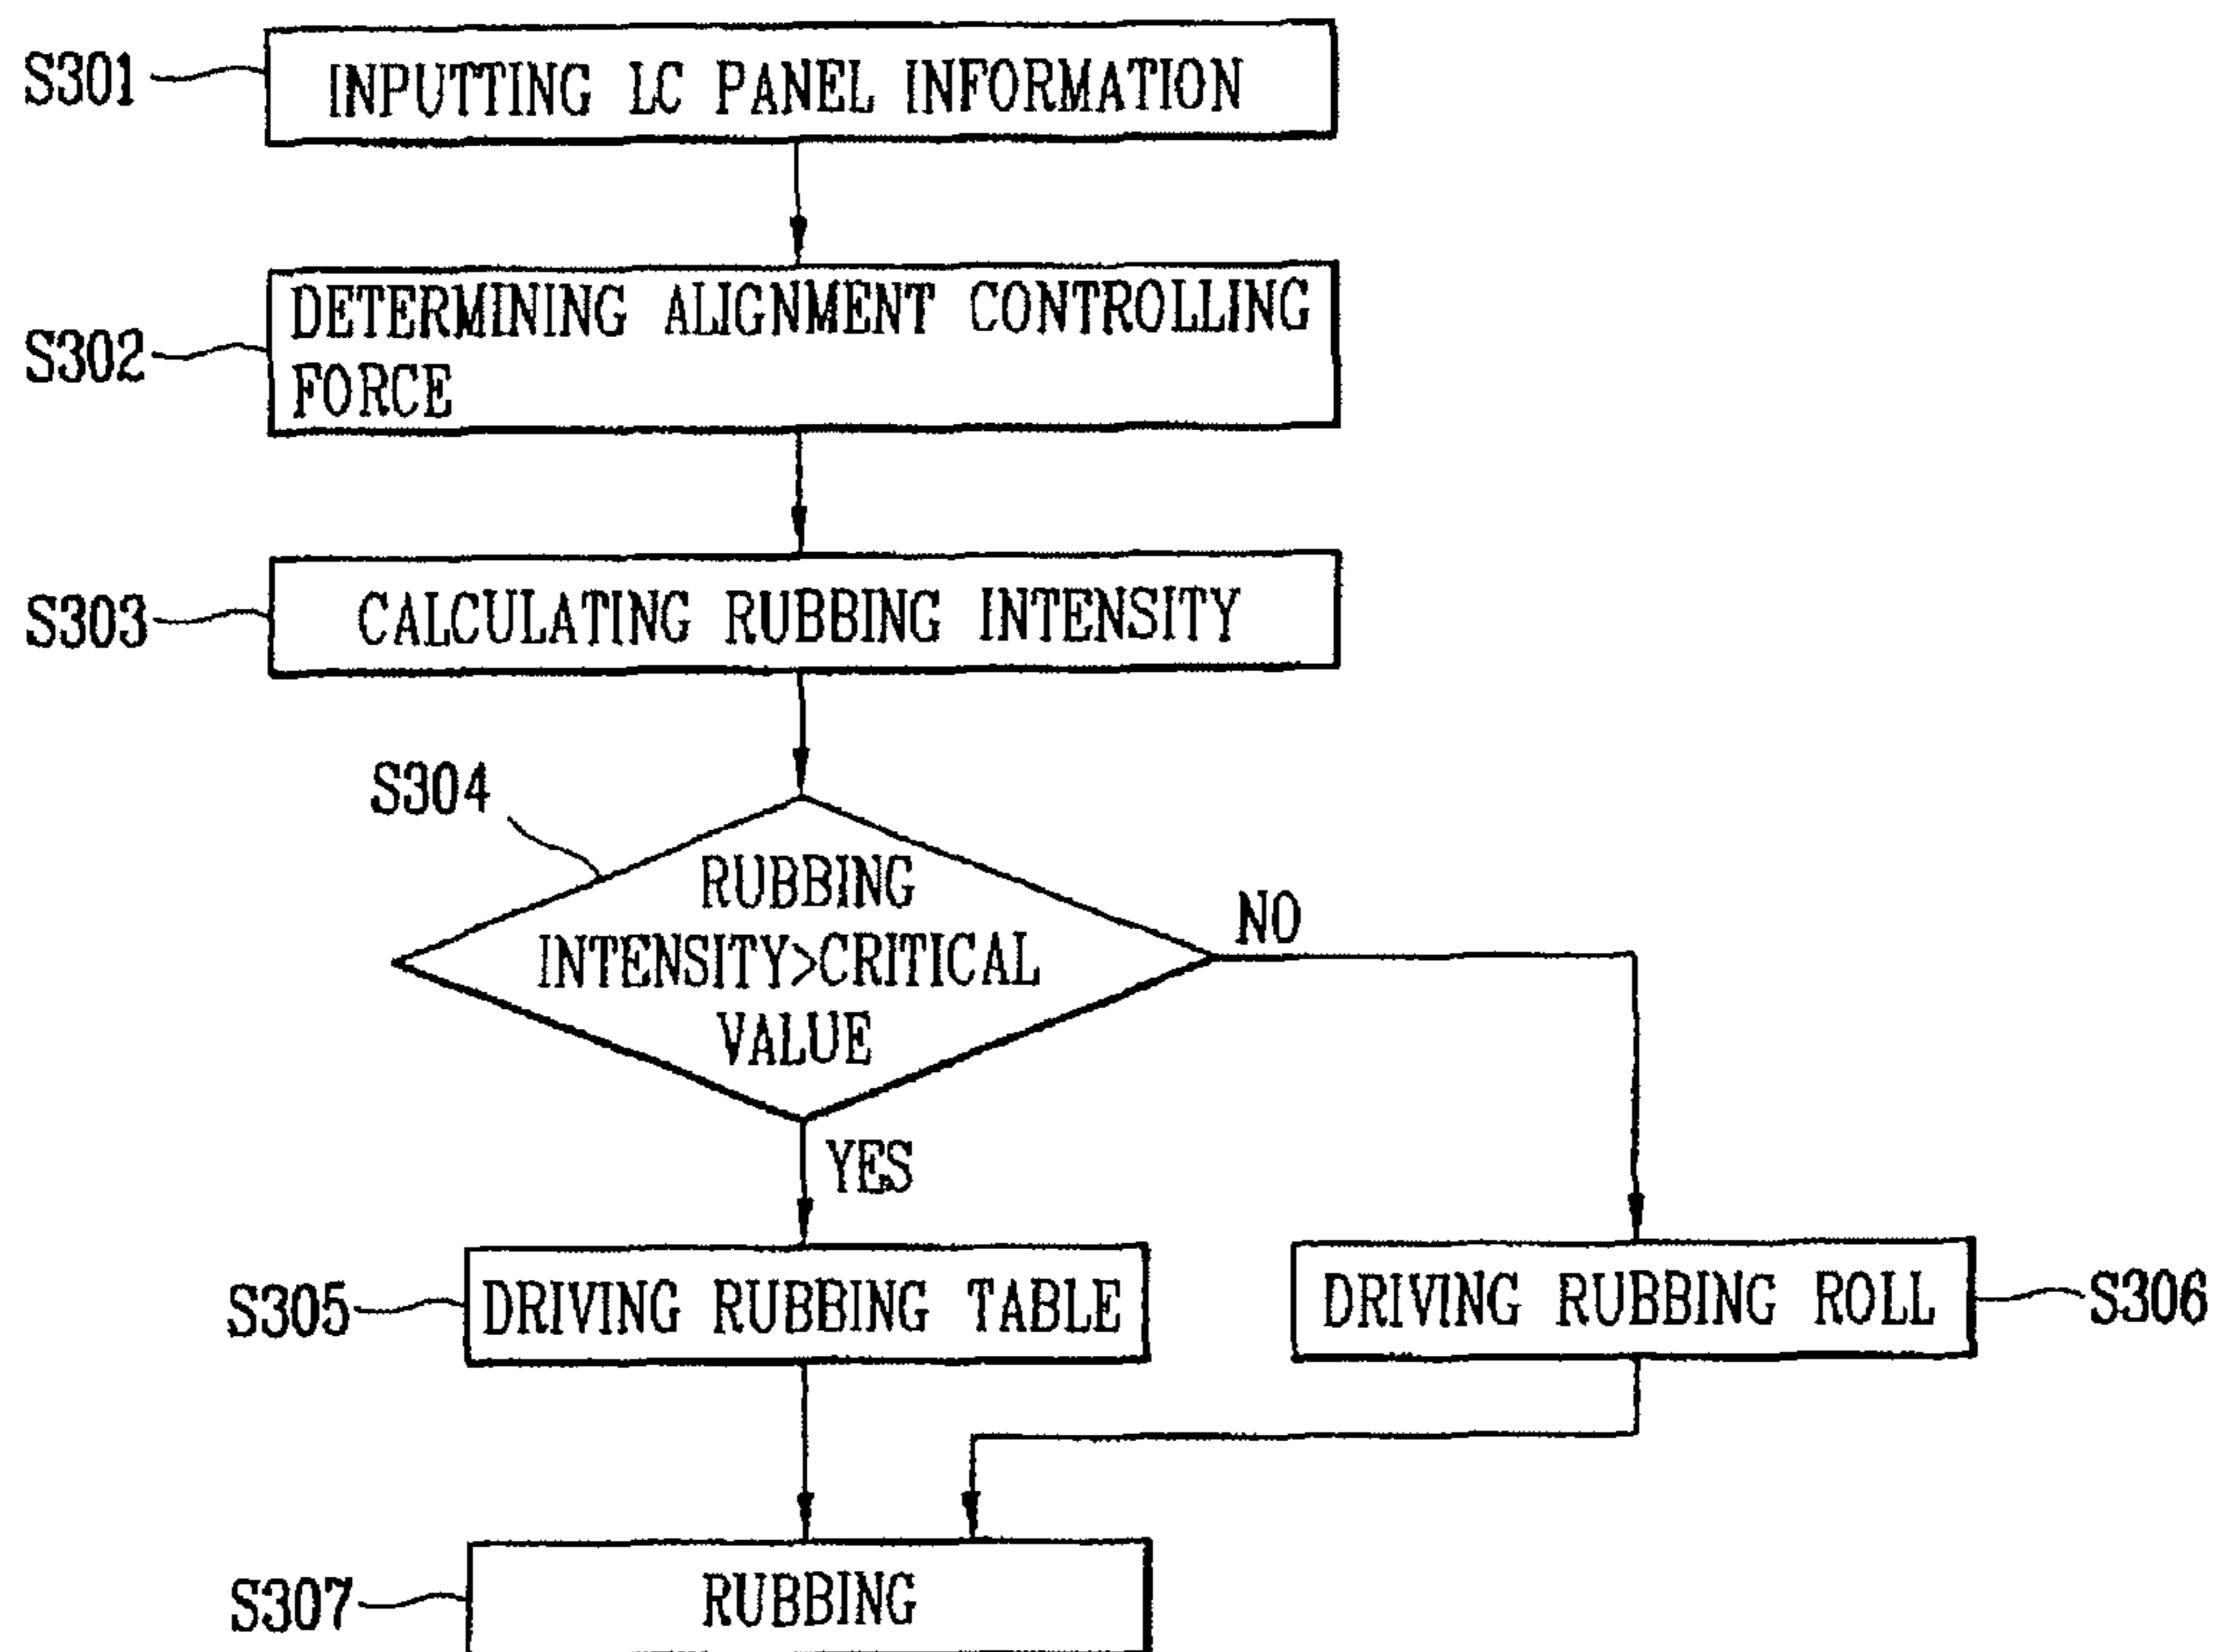 S301
INPUTTING LC PANEL INFORMATION
S302
DETERMINING ALIGNMENT CONTROLLING
FORCE
S303
CALCULATING RUBBING INTENSITY
S304
RUBBING
INTENSITY>CRITICAL
VALUE
NO
YES
S305
DRIVING RUBBING TABLE
DRIVING RUBBING ROLL
S306
S307
RUBBING